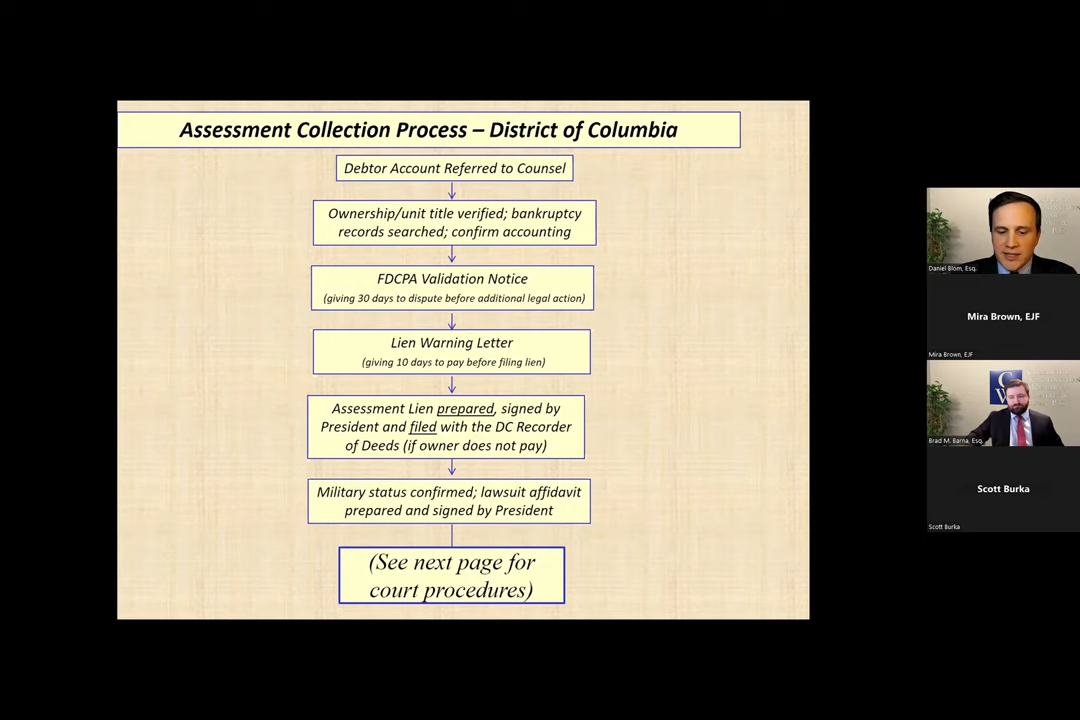 Assessment Collection Process – District of Columbia
Debtor Account Referred to Counsel
Ownership/unit title verified; bankruptcy
records searched; confirm accounting
FDCPA Validation Notice
(giving 30 days to dispute before additional legal action)
Lien Warning Letter
(giving 10 days to pay before filing lien)
Assessment Lien prepared, signed by
President and filed with the DC Recorder
of Deeds (if owner does not pay)
Military status confirmed; lawsuit affidavit
prepared and signed by President
(See next page for
court procedures)
Daniel Blom, Esq.
Mira Brown, EJF
Mira Brown, EJF
Brad M. Barna, Esq.
Scott Burka
Scott Burka